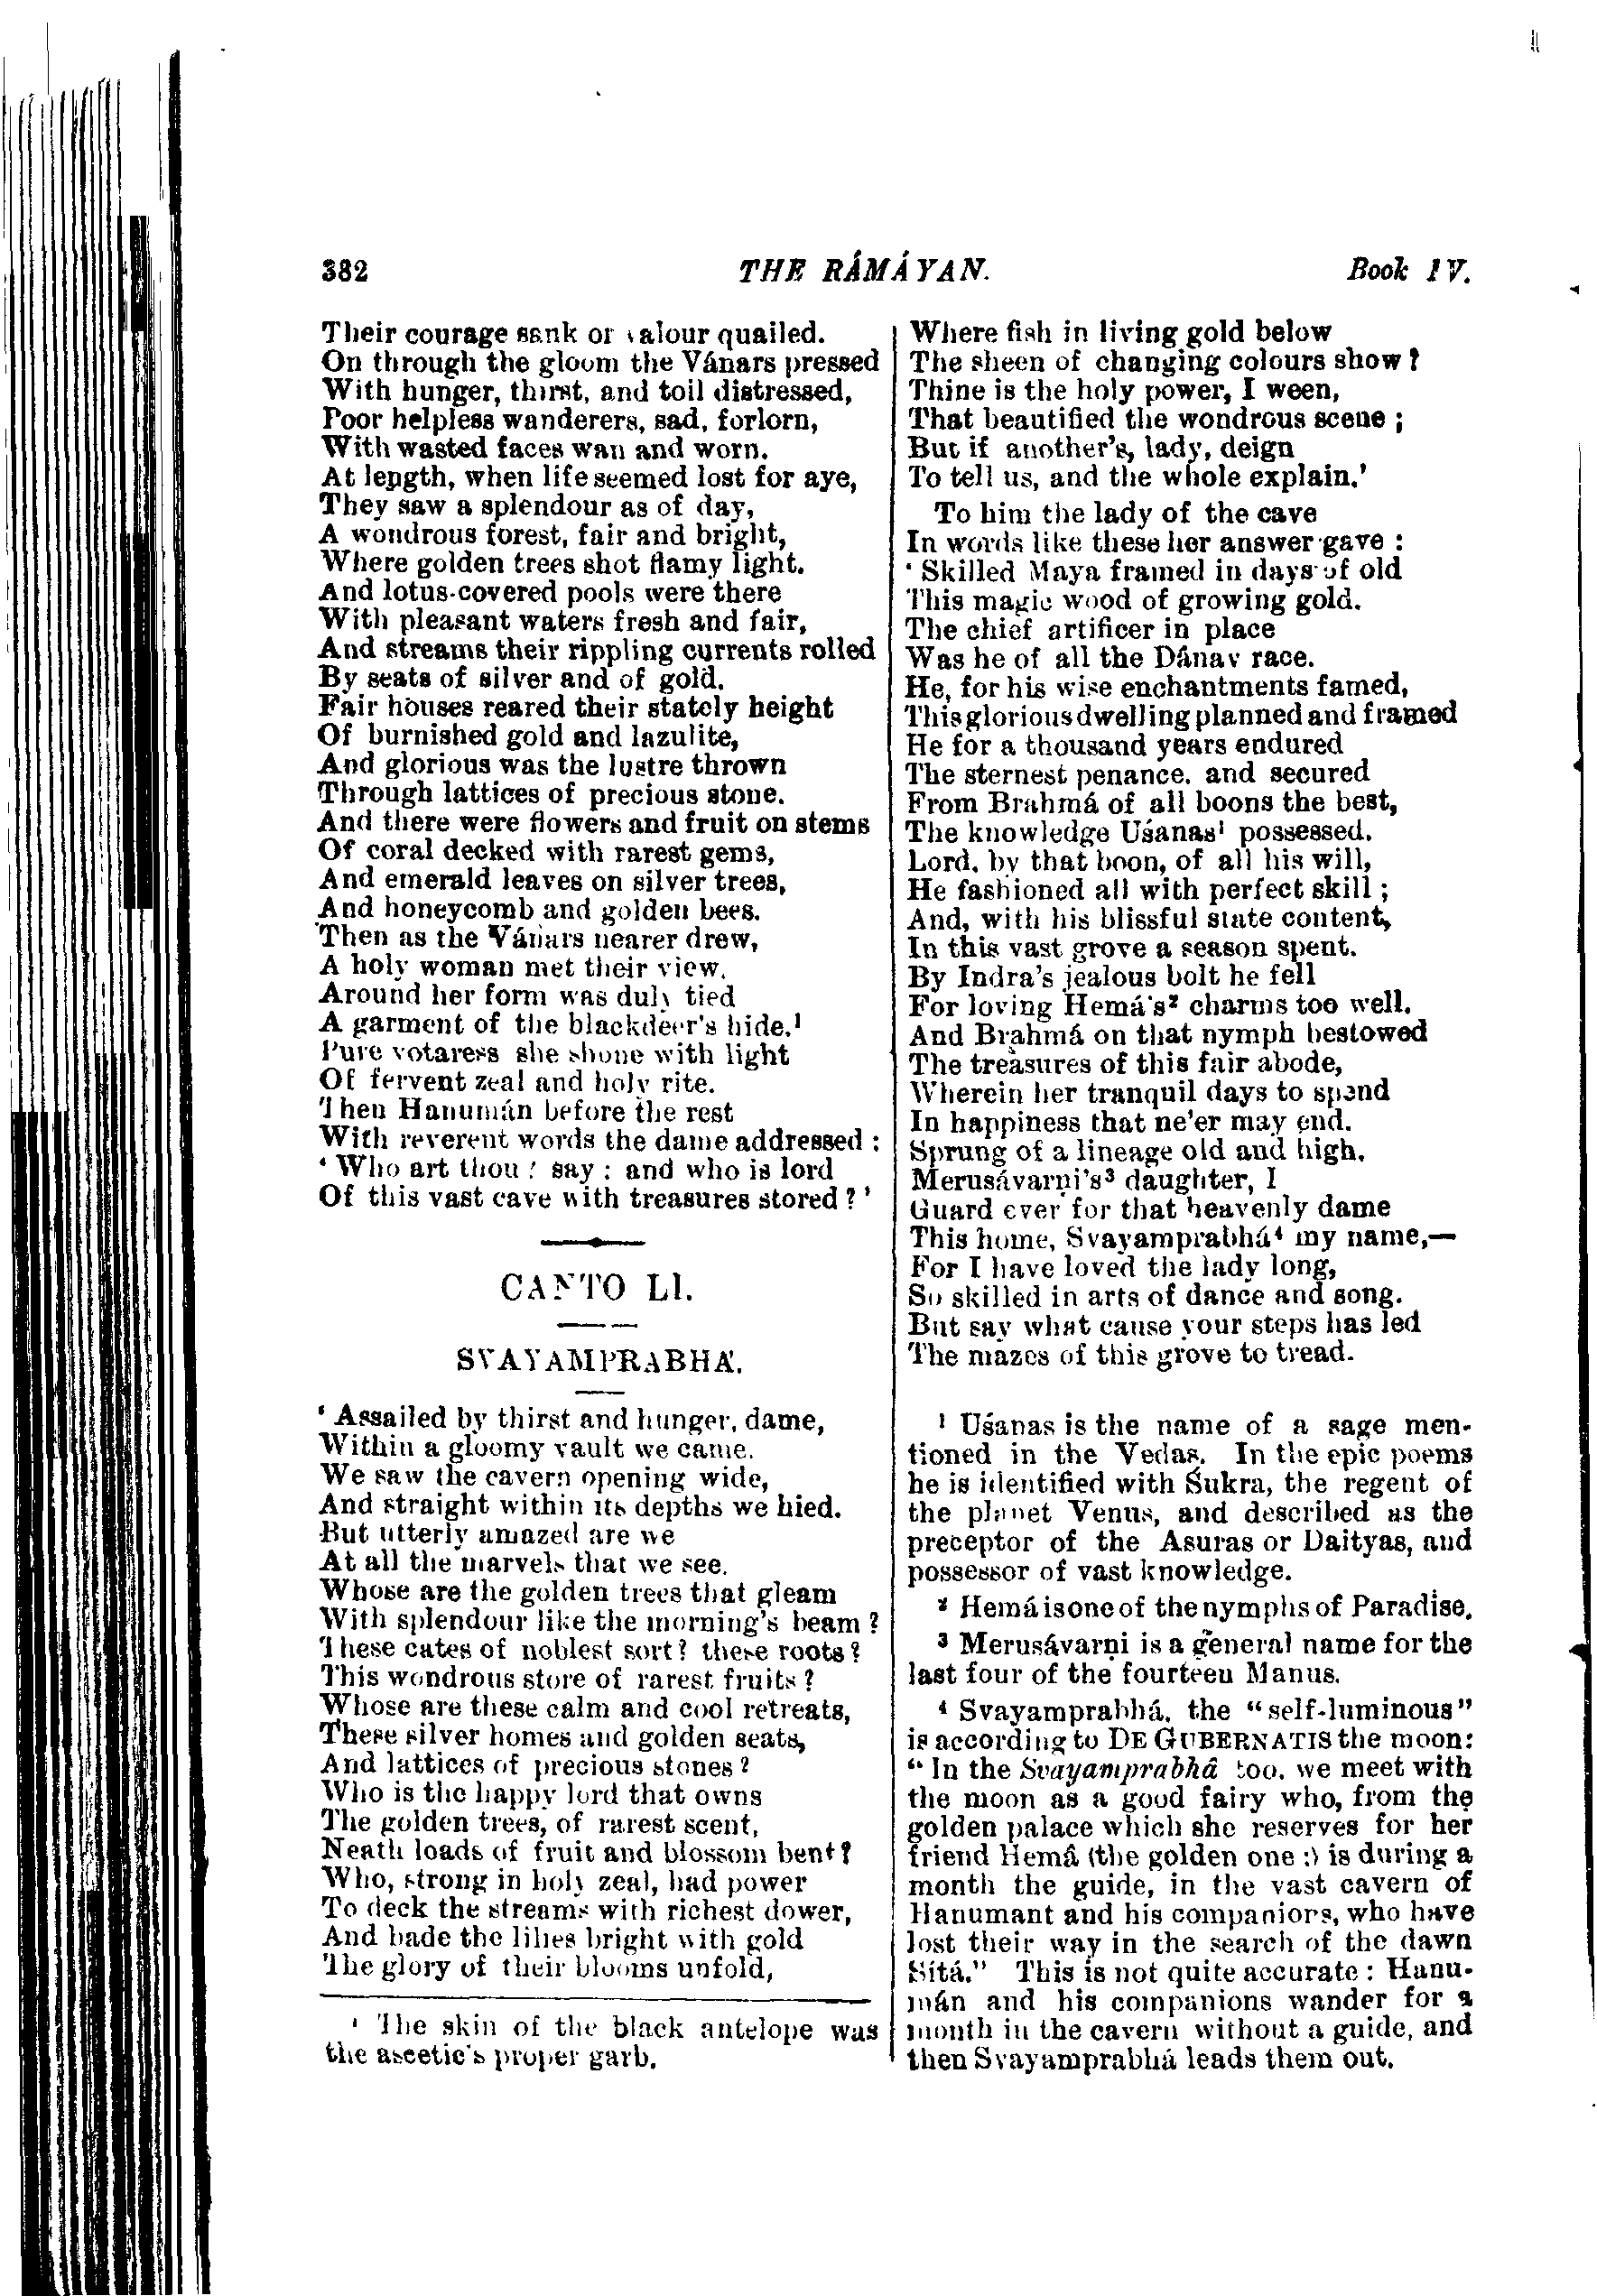 382 THE RÁMÁYAN. Book IV.
Their courage sank or valour quailed.
On through the gloom the Vánars pressed
With hunger, thirst, and toil distressed,
Poor helpless wanderers, sad, forlorn,
With wasted faces wan and worn.
At length, when life seemed lost for aye,
They saw a splendour as of day,
A wondrous forest, fair and bright,
Where golden trees shot flamy light.
And lotus-covered pools were there
With pleasant waters fresh and fair,
And streams their rippling currents rolled
By seats of silver and of gold.
Fair houses reared their stately height
Of burnished gold and lazulite,
And glorious was the lustre thrown
Through lattices of precious stone.
And there were flowers and fruit on stems
Of coral decked with rarest gems,
And emerald leaves on silver trees,
And honeycomb and golden bees.
Then as the Vánars nearer drew,
A holy woman met their view.
Around her form was duly tied
A garment of the blackdeer's hide.¹
Pure votaress she shone with light
Of fervent zeal and holy rite.
Then Hanumán before the rest
With reverent words the dame addressed:
'Who art thou? say: and who is lord
Of this vast cave with treasures stored?'
CANTO LI.
SVAYAMPRABHÁ.
'Assailed by thirst and hunger, dame,
Within a gloomy vault we came.
We saw the cavern opening wide,
And straight within its depths we hied.
But utterly amazed are we
At all the marvels that we see.
Whose are the golden trees that gleam
With splendour like the morning's beam?
These cates of noblest sort? these roots?
This wondrous store of rarest fruits?
Whose are these calm and cool retreats,
These silver homes and golden seats,
And lattices of precious stones?
Who is the happy lord that owns
The golden trees, of rarest scent,
Neath loads of fruit and blossom bent?
Who, strong in holy zeal, had power
To deck the streams with richest dower,
And bade the lilies bright with gold
The glory of their blooms unfold,
¹ The skin of the black antelope was
the ascetic's proper garb.
Where fish in living gold below
The sheen of changing colours show?
Thine is the holy power, I ween,
That beautified the wondrous scene;
But if another's, lady, deign
To tell us, and the whole explain.'
To him the lady of the cave
In words like these her answer gave:
'Skilled Maya framed in days of old
This magic wood of growing gold.
The chief artificer in place
Was he of all the Dánav race.
He, for his wise enchantments famed,
This glorious dwelling planned and framed
He for a thousand years endured
The sternest penance, and secured
From Brahmá of all boons the best,
The knowledge Uśanas¹ possessed.
Lord, by that boon, of all his will,
He fashioned all with perfect skill;
And, with his blissful state content,
In this vast grove a season spent.
By Indra's jealous bolt he fell
For loving Hemá's² charms too well.
And Brahmá on that nymph bestowed
The treasures of this fair abode,
Wherein her tranquil days to spend
In happiness that ne'er may end.
Sprung of a lineage old and high,
Merusávarṇi's³ daughter, I
Guard ever for that heavenly dame
This home, Svayamprabhá⁴ my name,—
For I have loved the lady long,
So skilled in arts of dance and song.
But say what cause your steps has led
The mazes of this grove to tread.
¹ Uśanas is the name of a sage men-
tioned in the Vedas. In the epic poems
he is identified with Śukra, the regent of
the planet Venus, and described as the
preceptor of the Asuras or Daityas, and
possessor of vast knowledge.
² Hemá is one of the nymphs of Paradise.
³ Merusávarṇi is a general name for the
last four of the fourteen Manus.
⁴ Svayamprabhá, the "self-luminous"
is according to DE GUBERNATIS the moon:
"In the Svayamprabhâ too, we meet with
the moon as a good fairy who, from the
golden palace which she reserves for her
friend Hemâ (the golden one:) is during a
month the guide, in the vast cavern of
Hanumant and his companions, who have
lost their way in the search of the dawn
Sítá." This is not quite accurate: Hanu-
mán and his companions wander for a
month in the cavern without a guide, and
then Svayamprabhá leads them out.